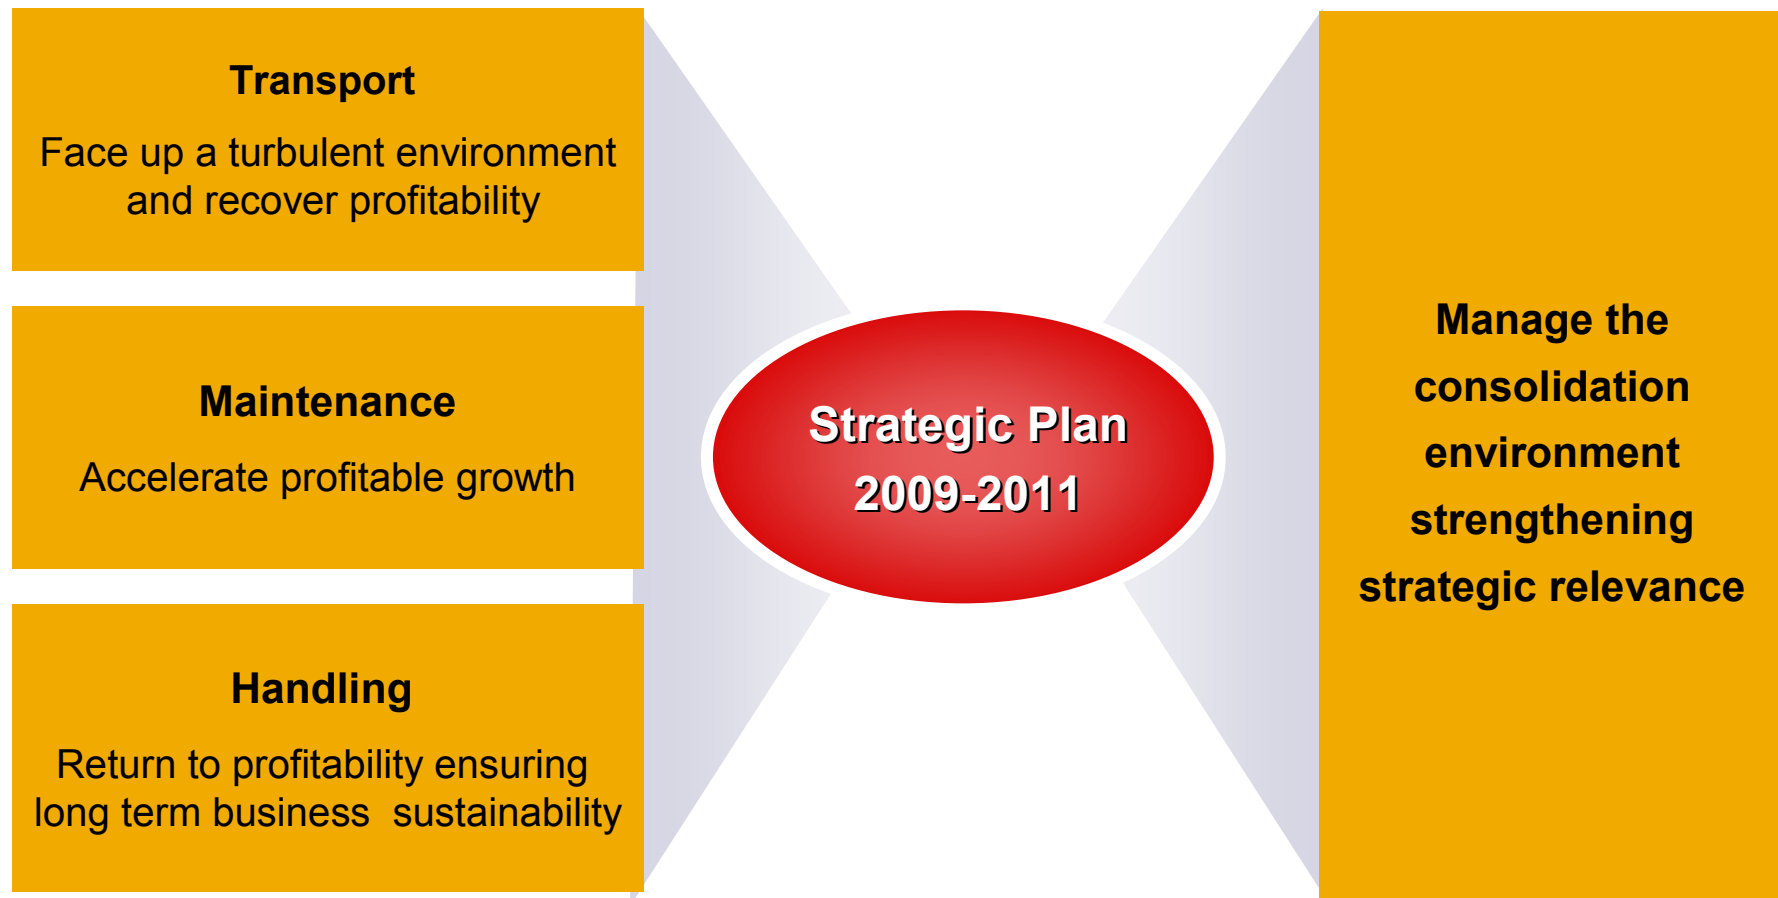 Transport
Face up a turbulent environment
and recover profitability
Maintenance
Accelerate profitable growth
Handling
Return to profitability ensuring
long term business  sustainability
Strategic Plan
2009-2011
Manage the
consolidation
environment
strengthening
strategic relevance